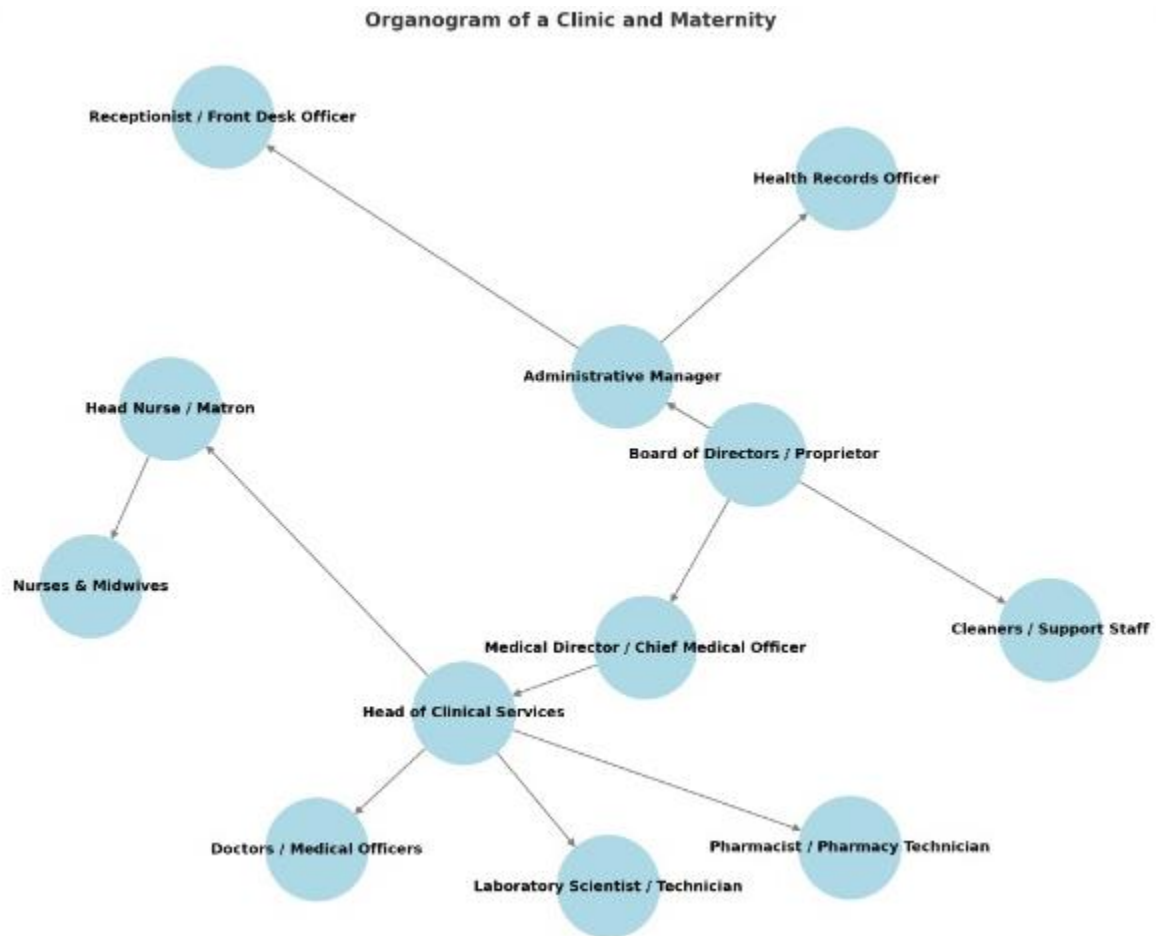 Organogram of a Clinic and Maternity
Receptionist / Front Desk Officer
Health Records Officer
Administrative Manager
Head Nurse / Matron
Board of Directors / Proprietor
Nurses & Midwives
Cleaners / Support Staff
Medical Director / Chief Medical Officer
Head of Clinical Services
Doctors / Medical Officers
Pharmacist / Pharmacy Technician
Laboratory Scientist / Technician